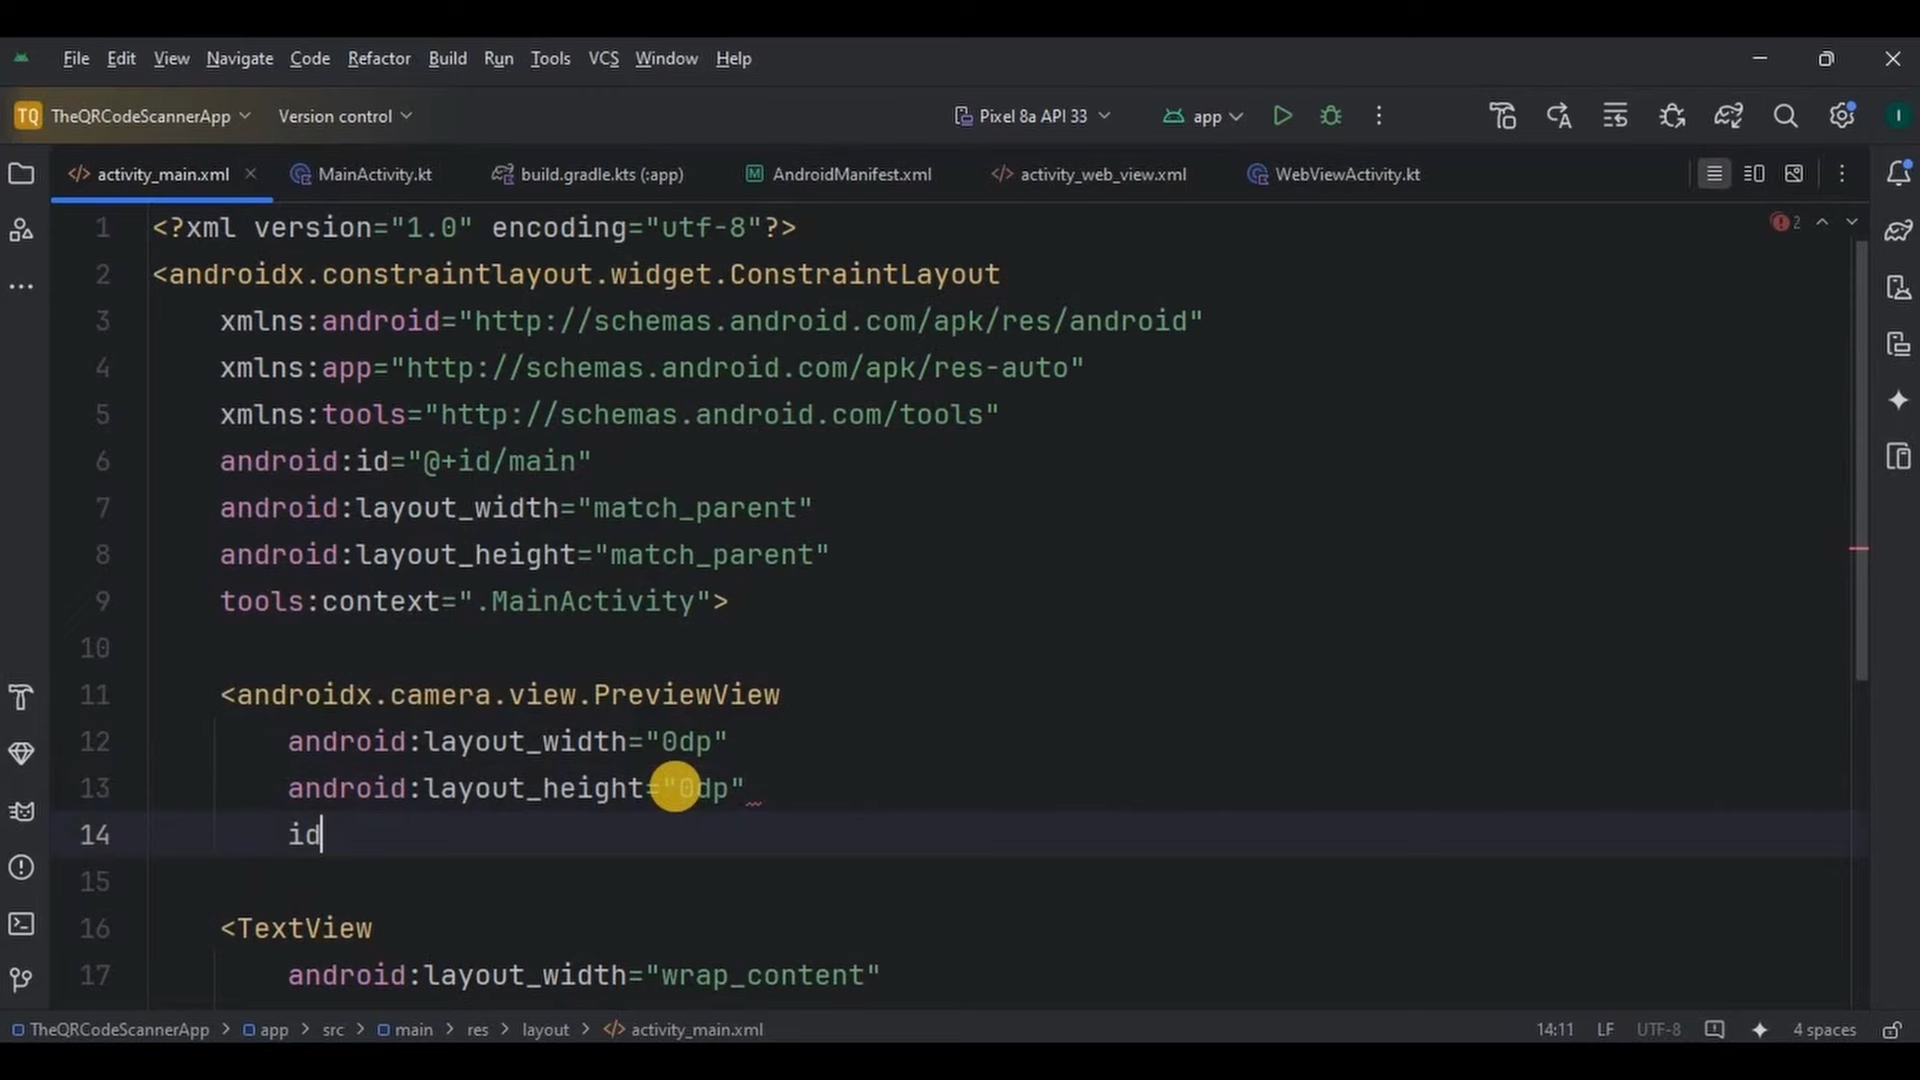 File Edit View Navigate Code Refactor Build Run Tools VCS Window Help
TQ TheQRCodeScannerApp Version control Pixel 8a API 33 app I
</> activity_main.xml MainActivity.kt build.gradle.kts (:app) M AndroidManifest.xml </> activity_web_view.xml WebViewActivity.kt
1 <?xml version="1.0" encoding="utf-8"?> 2
2 <androidx.constraintlayout.widget.ConstraintLayout
3 xmlns:android="http://schemas.android.com/apk/res/android"
4 xmlns:app="http://schemas.android.com/apk/res-auto"
5 xmlns:tools="http://schemas.android.com/tools"
6 android:id="@+id/main"
7 android:layout_width="match_parent"
8 android:layout_height="match_parent"
9 tools:context=".MainActivity">
10
11 <androidx.camera.view.PreviewView
12 android:layout_width="0dp"
13 android:layout_height="0dp"
14 id
15
16 <TextView
17 android:layout_width="wrap_content"
TheQRCodeScannerApp > app > src > main > res > layout > </> activity_main.xml 14:11 LF UTF-8 4 spaces